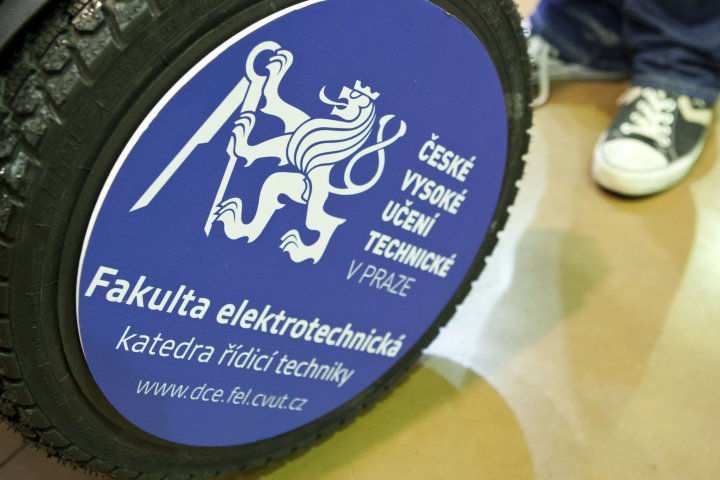 ČESKÉ
VYSOKÉ
UČENÍ
TECHNICKÉ
V PRAZE
Fakulta elektrotechnická
katedra řídicí techniky
www.dce.fel.cvut.cz